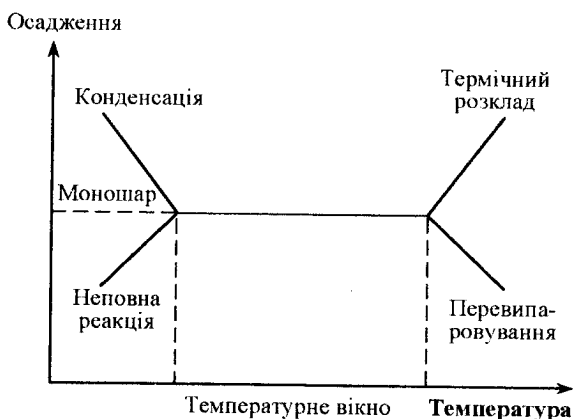 Осадження
Конденсація
Термічний
розклад
Моношар
Неповна
реакція
Перевипа-
ровування
Температурне вікно
Температура